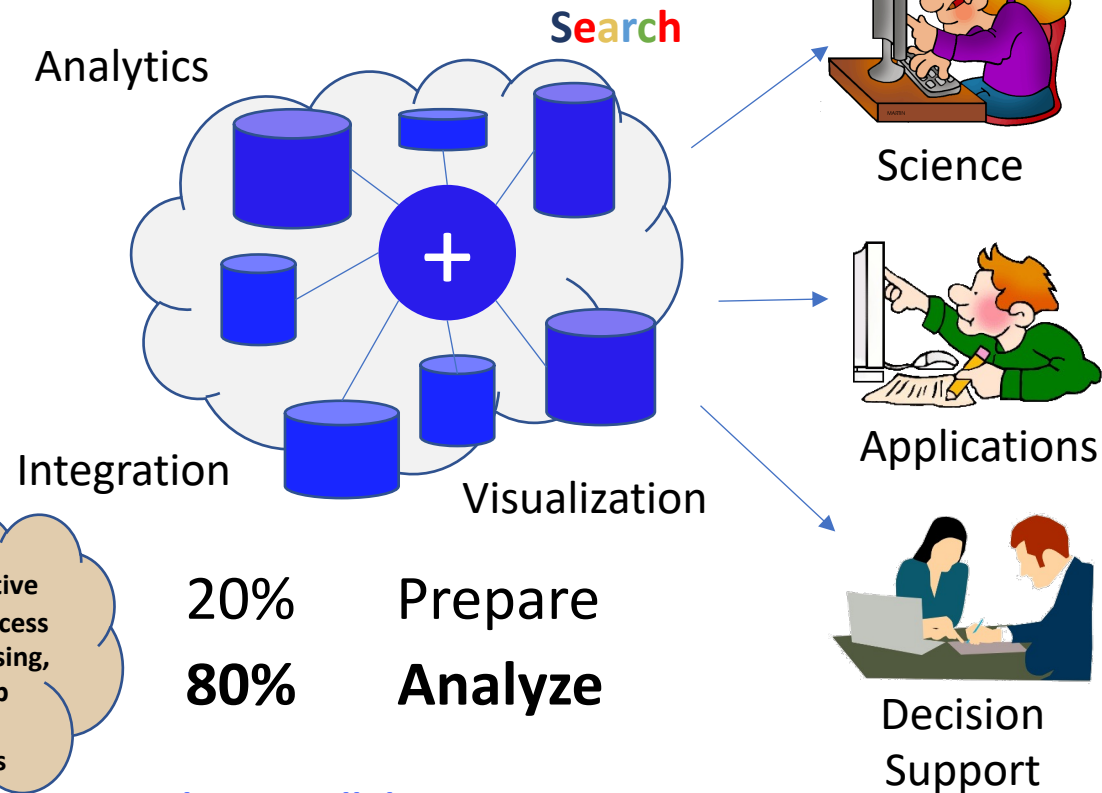 Search
Analytics
Science
+
Applications
Integration
Visualization
20% Prepare
80% Analyze
Decision
Support